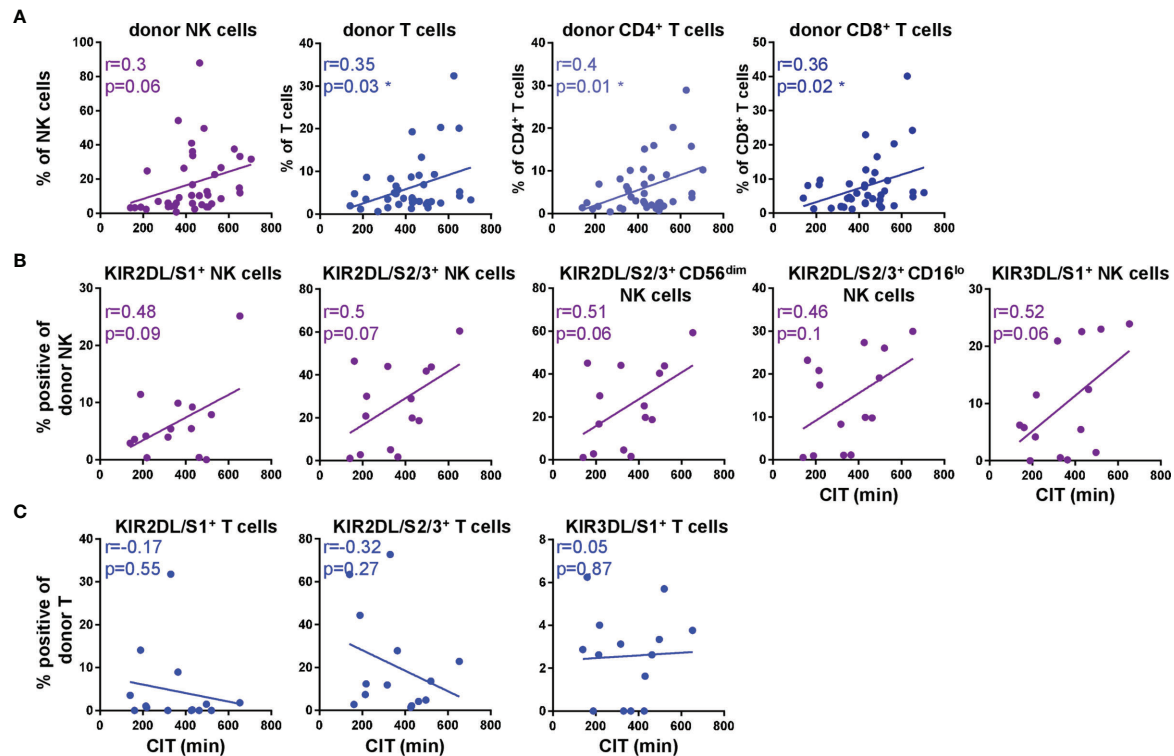 A
donor NK cells
donor T cells
donor CD4⁺ T cells
donor CD8⁺ T cells
% of NK cells
100
80
60
40
20
0
0 200 400 600 800
r=0.3
p=0.06
% of T cells
60
40
20
0
0 200 400 600 800
r=0.35
p=0.03 *
% of CD4⁺ T cells
40
30
20
10
0
0 200 400 600 800
r=0.4
p=0.01 *
% of CD8⁺ T cells
50
40
30
20
10
0
0 200 400 600 800
r=0.36
p=0.02 *
B
KIR2DL/S1⁺ NK cells
KIR2DL/S2/3⁺ NK cells
KIR2DL/S2/3⁺ CD56ᵈⁱᵐ
NK cells
KIR2DL/S2/3⁺ CD16ˡᵒ
NK cells
KIR3DL/S1⁺ NK cells
% positive of
donor NK
30
20
10
0
0 200 400 600 800
r=0.48
p=0.09
80
60
40
20
0
0 200 400 600 800
r=0.5
p=0.07
80
60
40
20
0
0 200 400 600 800
r=0.51
p=0.06
40
30
20
10
0
0 200 400 600 800
CIT (min)
r=0.46
p=0.1
30
20
10
0
0 200 400 600 800
CIT (min)
r=0.52
p=0.06
C
KIR2DL/S1⁺ T cells
KIR2DL/S2/3⁺ T cells
KIR3DL/S1⁺ T cells
% positive of
donor T
40
30
20
10
0
0 200 400 600 800
CIT (min)
r=-0.17
p=0.55
80
60
40
20
0
0 200 400 600 800
CIT (min)
r=-0.32
p=0.27
8
6
4
2
0
0 200 400 600 800
CIT (min)
r=0.05
p=0.87